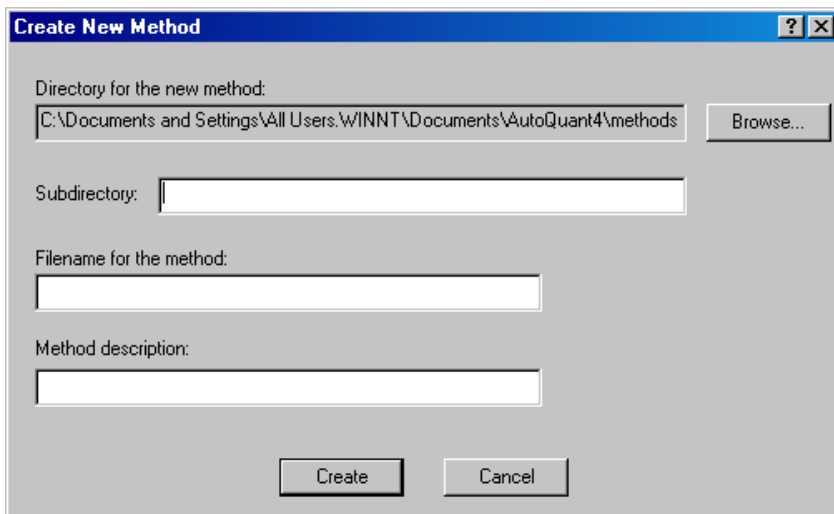 Create New Method
Directory for the new method:
C:\Documents and Settings\All Users.WINNT\Documents\AutoQuant4\methods
Browse...
Subdirectory:
Filename for the method:
Method description:
Create
Cancel